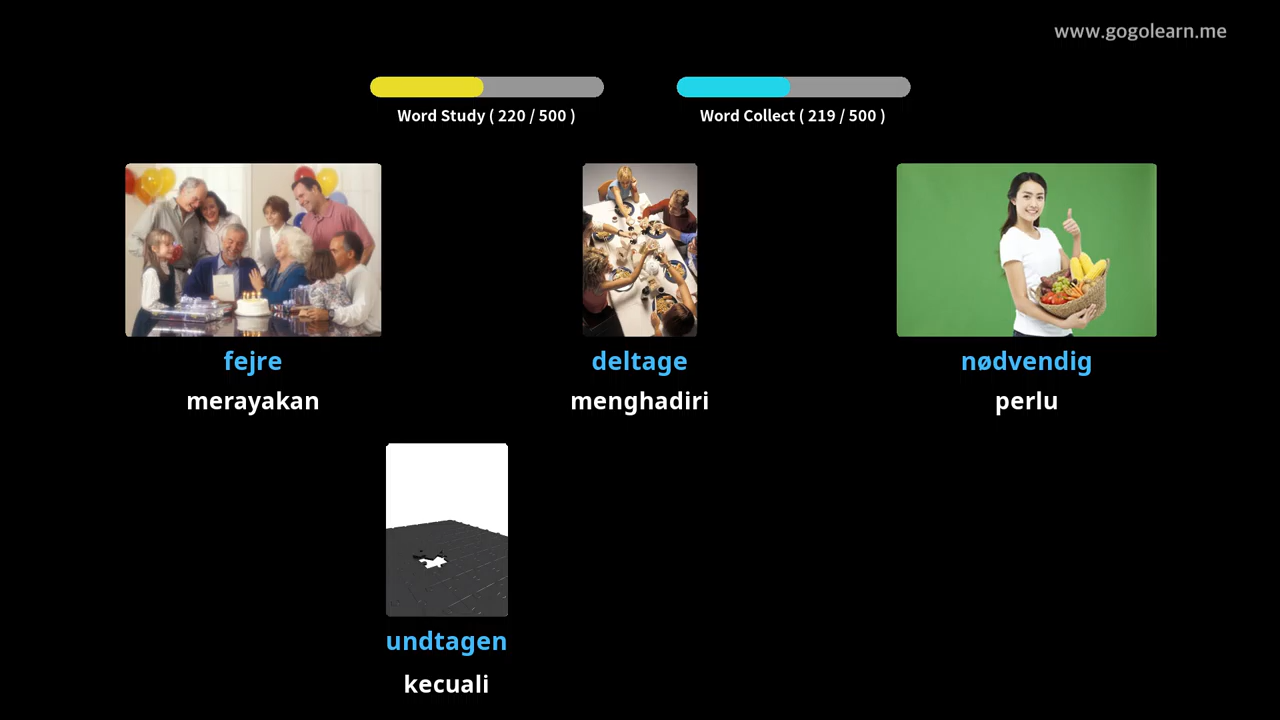 www.gogolearn.me
Word Study ( 220 / 500 )
Word Collect ( 219 / 500 )
fejre
deltage
nødvendig
merayakan
menghadiri
perlu
undtagen
kecuali